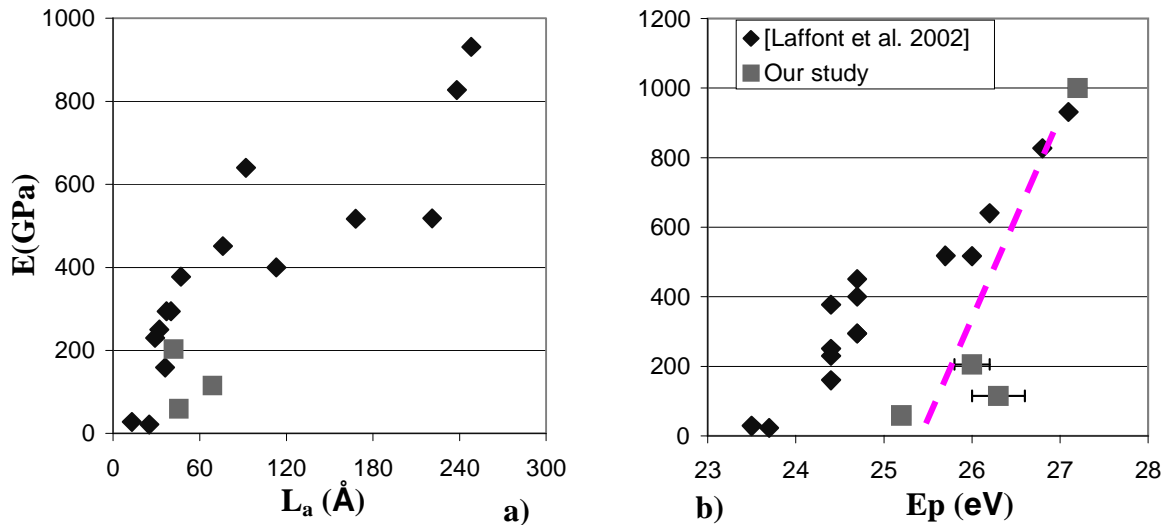 1000
800
600
400
200
0
E(GPa)
0 60 120 180 240 300
Lₐ (Å)
a)
1200
1000
800
600
400
200
0
[Laffont et al. 2002]
Our study
23 24 25 26 27 28
b)
Ep (eV)